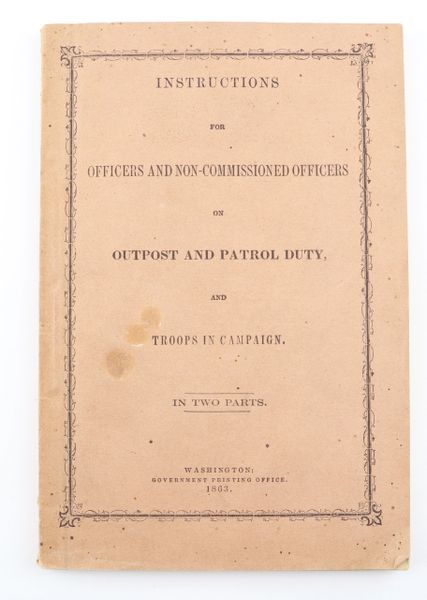 INSTRUCTIONS
FOR
OFFICERS AND NON-COMMISSIONED OFFICERS
ON
OUTPOST AND PATROL DUTY,
AND
TROOPS IN CAMPAIGN.
IN TWO PARTS.
WASHINGTON:
GOVERNMENT PRINTING OFFICE.
1863.